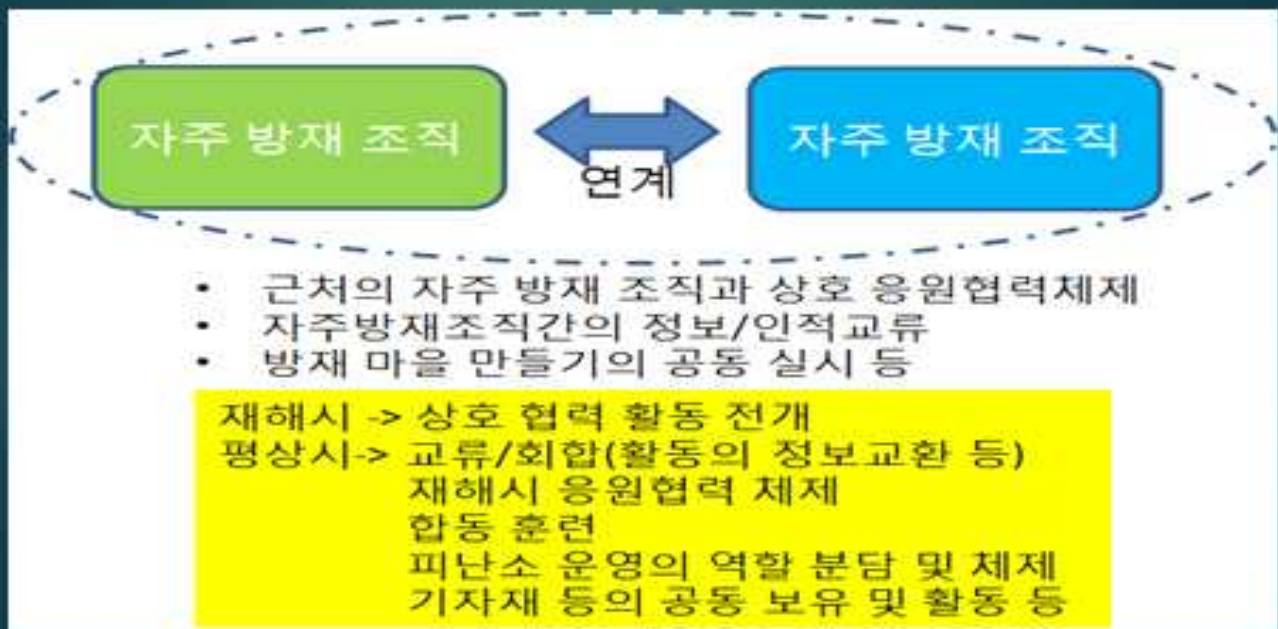 자주 방재 조직
연계
자주 방재 조직
• 근처의 자주 방재 조직과 상호 응원협력체제
• 자주방재조직간의 정보/인적교류
• 방재 마을 만들기의 공동 실시 등
재해시 -> 상호 협력 활동 전개
평상시-> 교류/회합(활동의 정보교환 등)
재해시 응원협력 체제
합동 훈련
피난소 운영의 역할 분담 및 체제
기자재 등의 공동 보유 및 활동 등